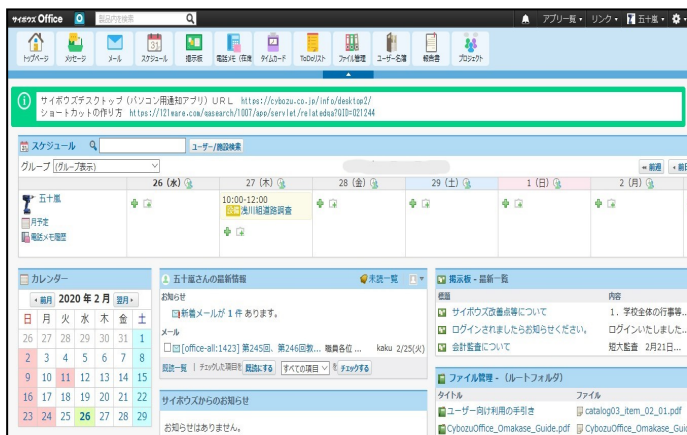 サイボウズ Office
製品内を検索
アプリ一覧
リンク
五十嵐
トップページ
メッセージ
メール
スケジュール
掲示板
電話メモ (在席
タイムカード
ToDoリスト
ファイル管理
ユーザー名簿
報告書
プロジェクト
サイボウズデスクトップ (パソコン用通知アプリ) ＵＲＬ https://cybozu.co.jp/info/desktop2/
ショートカットの作り方 https://121ware.com/qasearch/1007/app/servlet/relatedqa?QID=021244
スケジュール
ユーザー/施設検索
グループ (グループ表示)
前週
前日
26 (水)
27 (木)
28 (金)
29 (土)
1 (日)
2 (月)
五十嵐
月予定
電話メモ履歴
10:00-12:00
浅川組道路調査
カレンダー
前月 2020 年 2 月 翌月
日 月 火 水 木 金 土
26 27 28 29 30 31 1
2 3 4 5 6 7 8
9 10 11 12 13 14 15
16 17 18 19 20 21 22
23 24 25 26 27 28 29
五十嵐さんの最新情報
未読一覧
お知らせ
新着メールが 1 件 あります。
メール
[office-all:1423] 第245回、第246回教... 職員各位 ... kaku 2/25(火)
既読一覧 | チェックした項目を 既読にする すべての項目 を チェックする
サイボウズからのお知らせ
お知らせはありません。
掲示板 - 最新一覧
標題 内容
サイボウズ改善点等について 1．学校全体の行事等...
ログインされましたらお知らせください。 ログインいたしました...
会計監査について 短大監査 2月21日...
ファイル管理 - (ルートフォルダ)
タイトル ファイル
ユーザー向け利用の手引き catalog03_item_02_01.pdf
CybozuOffice_Omakase_Guide.pdf CybozuOffice_Omakase_Guid